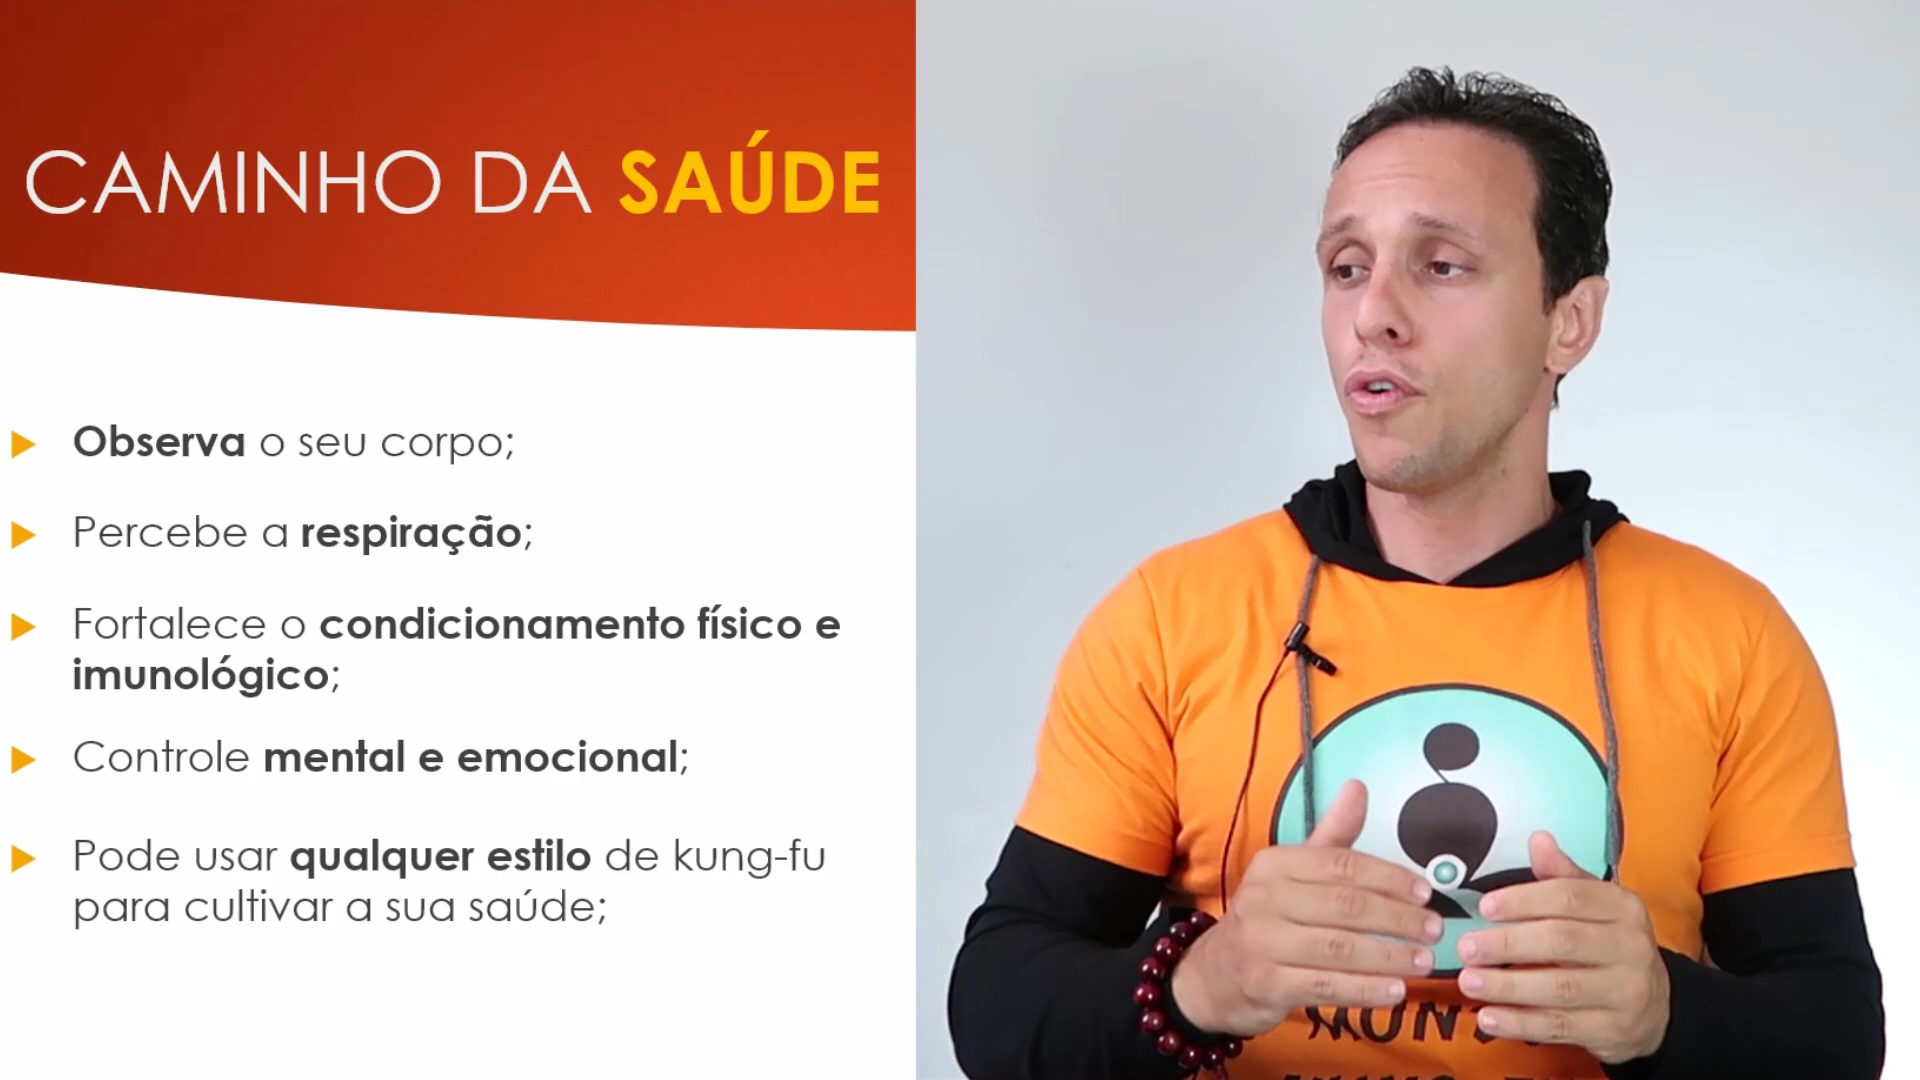 CAMINHO DA SAÚDE
Observa o seu corpo;
Percebe a respiração;
Fortalece o condicionamento físico e
imunológico;
Controle mental e emocional;
Pode usar qualquer estilo de kung-fu
para cultivar a sua saúde;